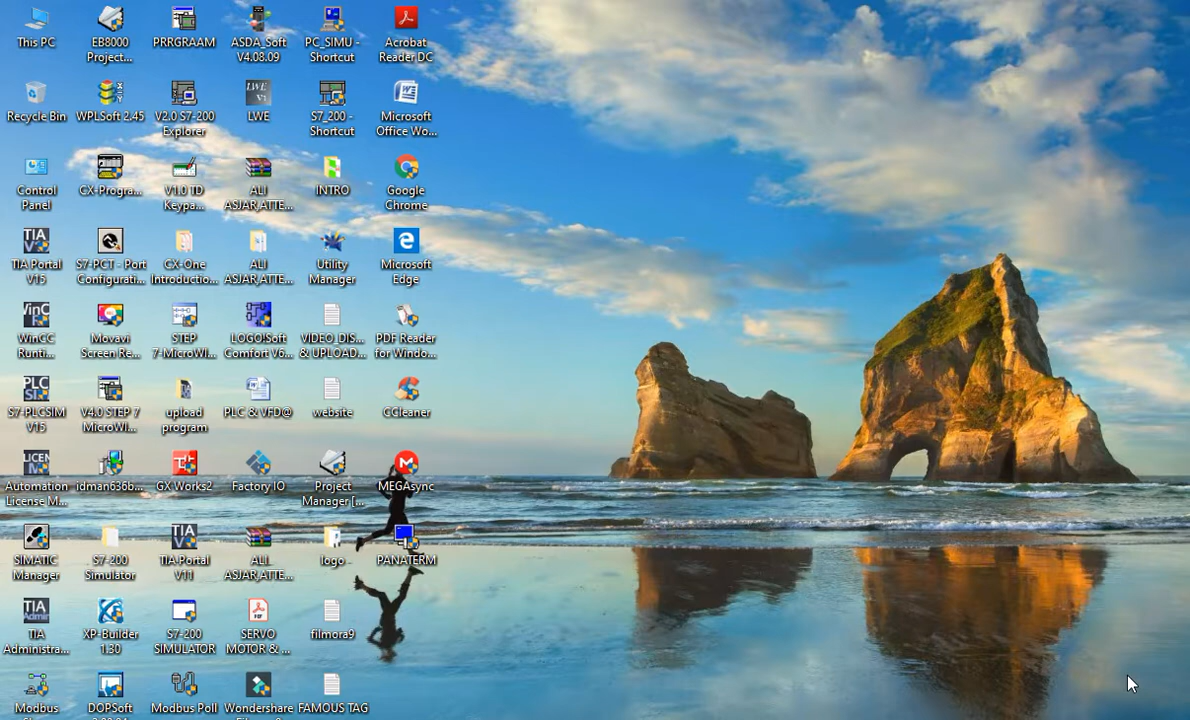 This PC
EB8000
Project...
PRRGRAAM
ASDA_Soft
V4.08.09
PC_SIMU -
Shortcut
Acrobat
Reader DC
Recycle Bin
WPLSoft 2.45
V2.0 S7-200
Explorer
LWE
S7_200 -
Shortcut
Microsoft
Office Wo...
Control
Panel
CX-Progra...
V1.0 TD
Keypa...
ALI
ASJAR,ATTE...
INTRO
Google
Chrome
TIA Portal
V15
S7-PCT - Port
Configurati...
CX-One
Introductio...
ALI
ASJAR,ATTE...
Utility
Manager
Microsoft
Edge
WinCC
Runti...
Movavi
Screen Re...
STEP
7-MicroWI...
LOGO!Soft
Comfort V6...
VIDEO_DIS...
& UPLOAD...
PDF Reader
for Windo...
S7-PLCSIM
V15
V4.0 STEP 7
MicroWI...
upload
program
PLC & VFD@
website
CCleaner
Automation
License M...
idman636b...
GX Works2
Factory IO
Project
Manager [...
MEGAsync
SIMATIC
Manager
S7-200
Simulator
TIA Portal
V11
ALI
ASJAR,ATTE...
logo -
PANATERM
TIA
Administra...
XP-Builder
1.30
S7-200
SIMULATOR
SERVO
MOTOR & ...
filmora9
Modbus
DOPSoft
Modbus Poll
Wondershare
FAMOUS TAG